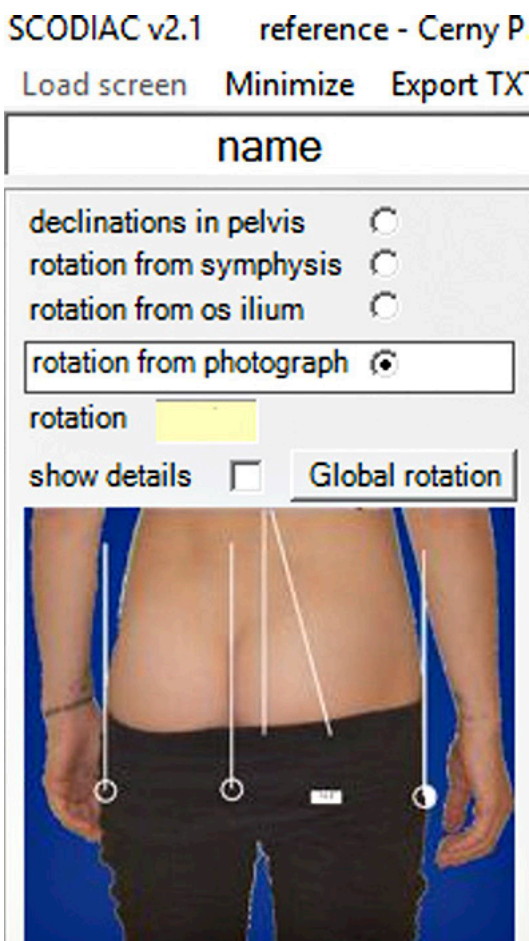 SCODIAC v2.1 reference - Cerny P.
Load screen Minimize Export TXT
name
declinations in pelvis
rotation from symphysis
rotation from os ilium
rotation from photograph
rotation
show details Global rotation